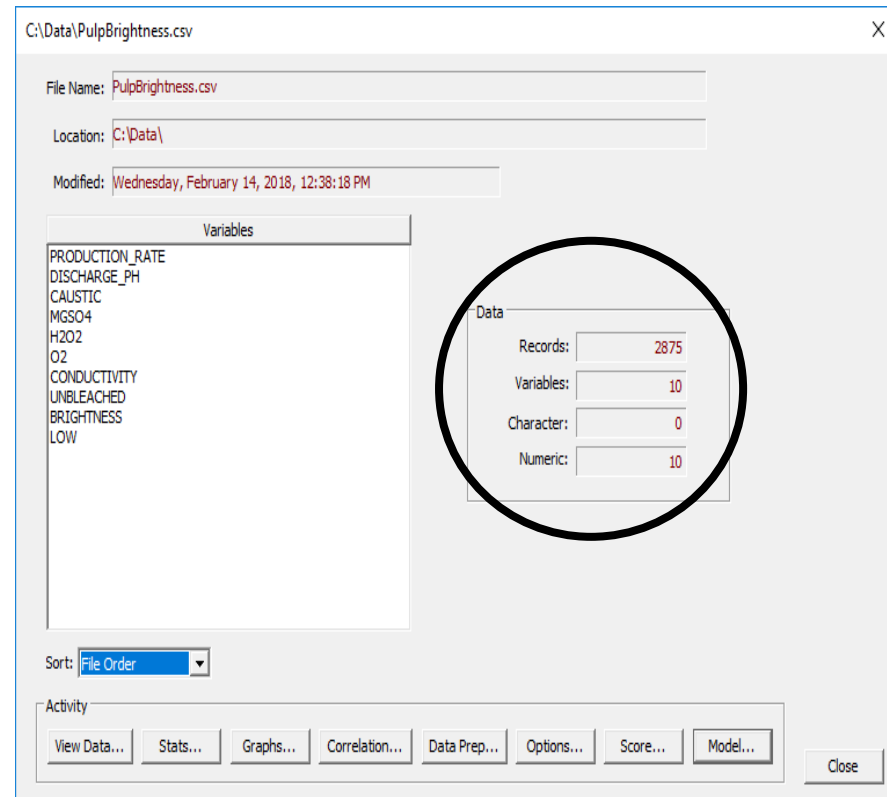 C:\Data\PulpBrightness.csv X
File Name: PulpBrightness.csv
Location: C:\Data\
Modified: Wednesday, February 14, 2018, 12:38:18 PM
Variables
PRODUCTION_RATE
DISCHARGE_PH
CAUSTIC
MGSO4
H2O2
O2
CONDUCTIVITY
UNBLEACHED
BRIGHTNESS
LOW
Data
Records: 2875
Variables: 10
Character: 0
Numeric: 10
Sort: File Order
Activity
View Data... Stats... Graphs... Correlation... Data Prep... Options... Score... Model...
Close